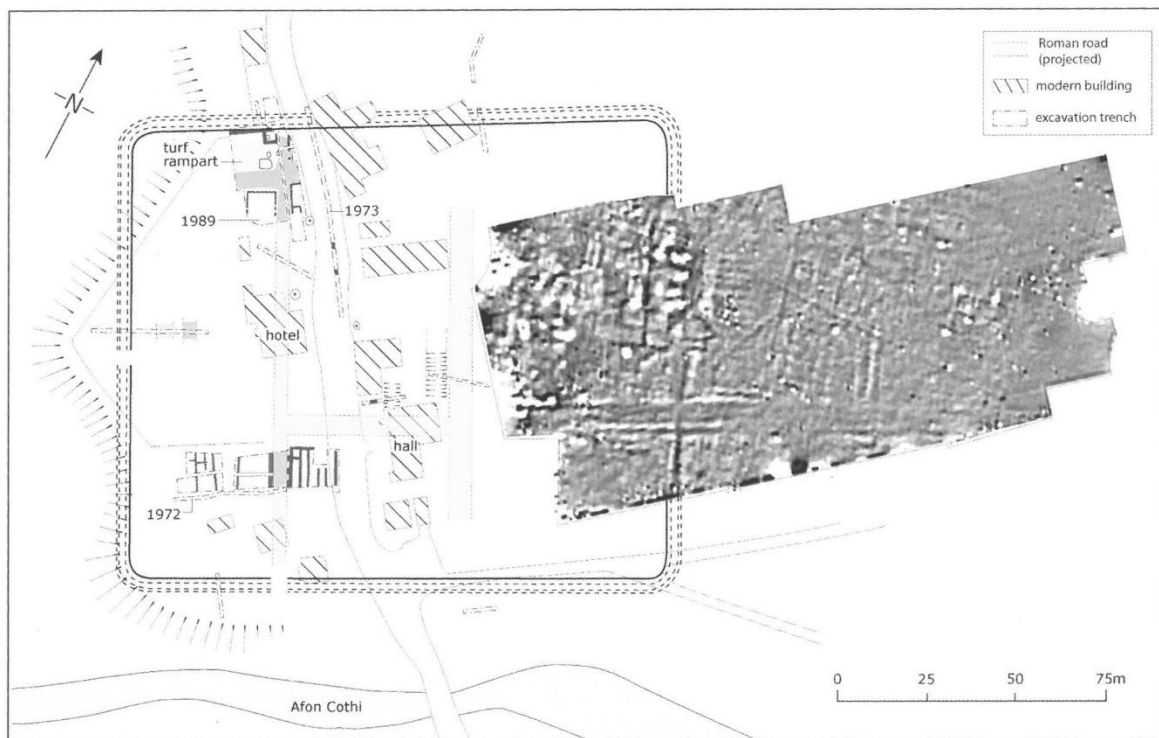 N
Roman road
(projected)
modern building
excavation trench
turf
rampart
1973
1989
hotel
hall
1972
0 25 50 75m
Afon Cothi